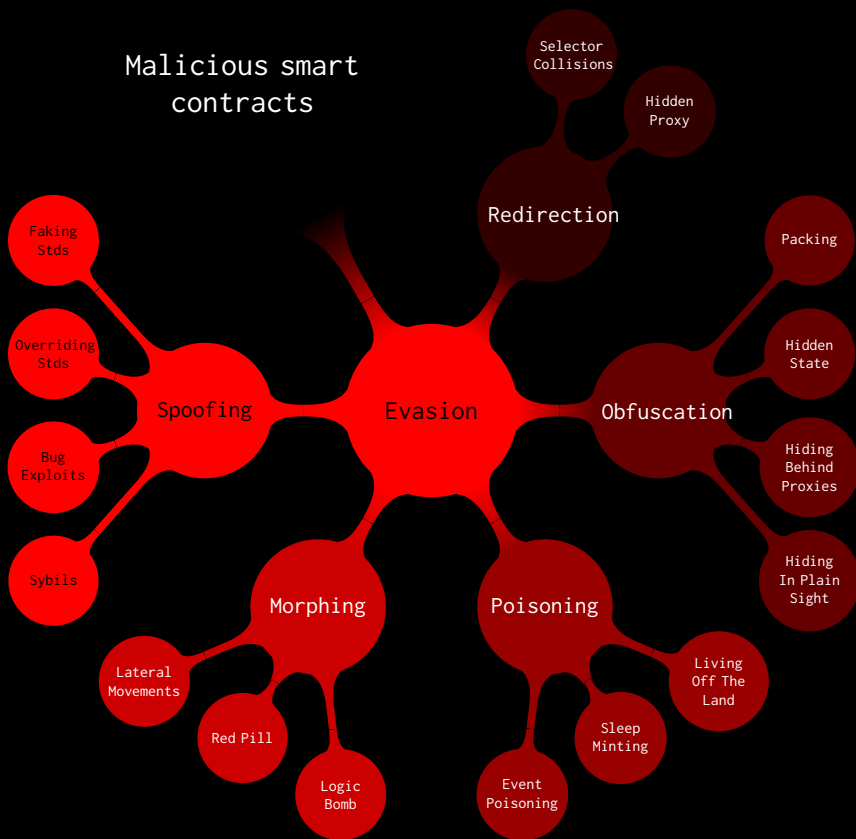 Malicious smart
contracts
Selector
Collisions
Hidden
Proxy
Redirection
Faking
Stds
Overriding
Stds
Bug
Exploits
Sybils
Spoofing
Evasion
Obfuscation
Packing
Hidden
State
Hiding
Behind
Proxies
Hiding
In Plain
Sight
Morphing
Lateral
Movements
Red Pill
Logic
Bomb
Poisoning
Living
Off The
Land
Sleep
Minting
Event
Poisoning